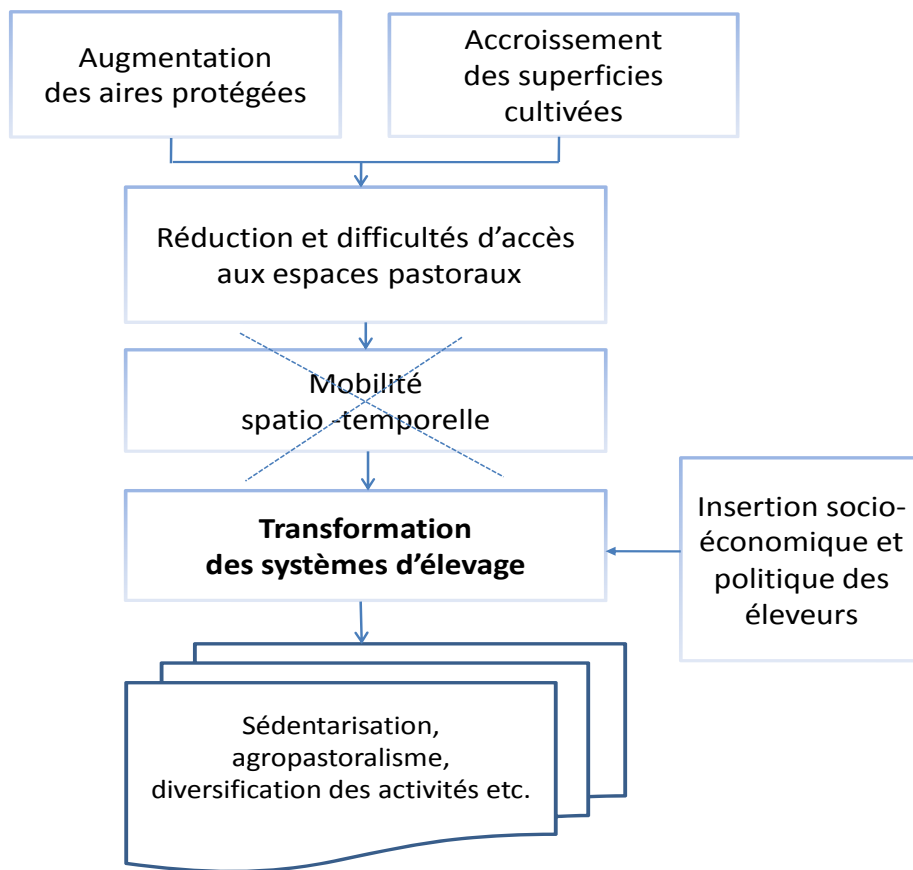 Augmentation
des aires protégées
Accroissement
des superficies
cultivées
Réduction et difficultés d’accès
aux espaces pastoraux
Mobilité
spatio -temporelle
Transformation
des systèmes d’élevage
Insertion socio-
économique et
politique des
éleveurs
Sédentarisation,
agropastoralisme,
diversification des activités etc.